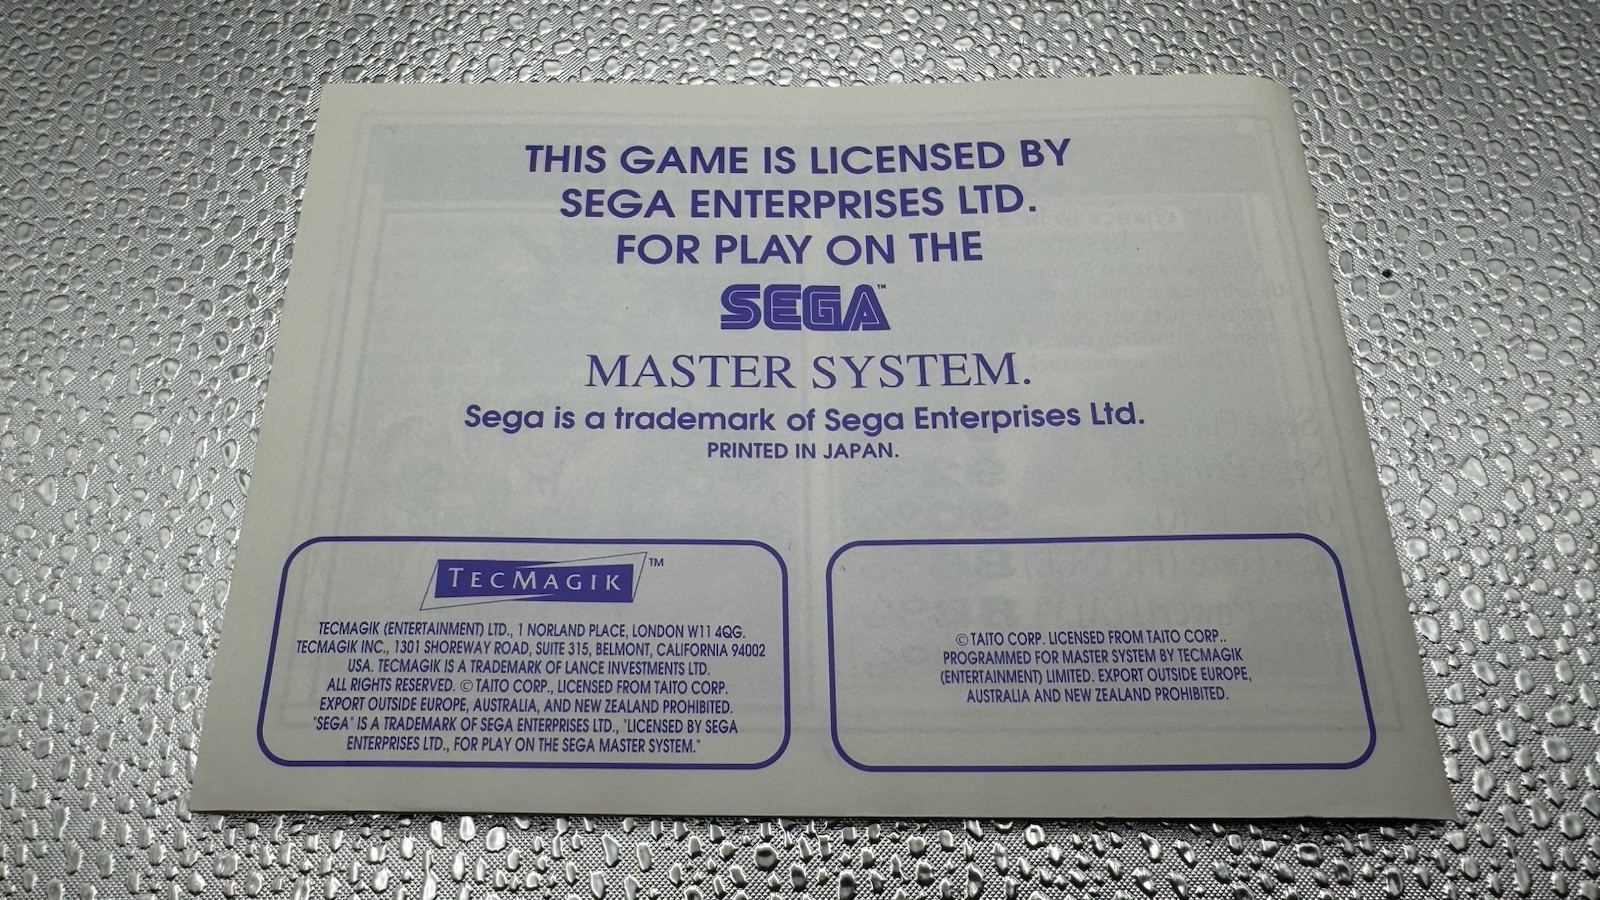 THIS GAME IS LICENSED BY
SEGA ENTERPRISES LTD.
FOR PLAY ON THE
SEGA™
MASTER SYSTEM.
Sega is a trademark of Sega Enterprises Ltd.
PRINTED IN JAPAN.
TECMAGIK™
TECMAGIK (ENTERTAINMENT) LTD., 1 NORLAND PLACE, LONDON W11 4QG.
TECMAGIK INC., 1301 SHOREWAY ROAD, SUITE 315, BELMONT, CALIFORNIA 94002
USA. TECMAGIK IS A TRADEMARK OF LANCE INVESTMENTS LTD.
ALL RIGHTS RESERVED. © TAITO CORP., LICENSED FROM TAITO CORP.
EXPORT OUTSIDE EUROPE, AUSTRALIA, AND NEW ZEALAND PROHIBITED.
"SEGA" IS A TRADEMARK OF SEGA ENTERPRISES LTD., "LICENSED BY SEGA
ENTERPRISES LTD., FOR PLAY ON THE SEGA MASTER SYSTEM."
© TAITO CORP. LICENSED FROM TAITO CORP..
PROGRAMMED FOR MASTER SYSTEM BY TECMAGIK
(ENTERTAINMENT) LIMITED. EXPORT OUTSIDE EUROPE,
AUSTRALIA AND NEW ZEALAND PROHIBITED.